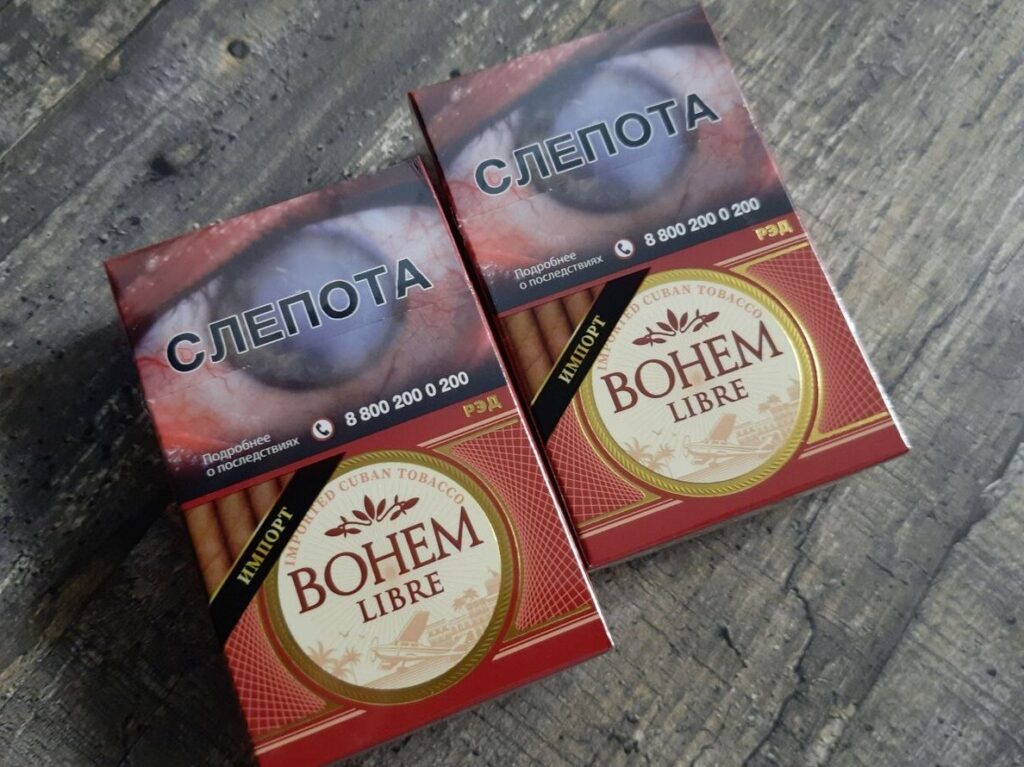 СЛЕПОТА
Подробнее
о последствиях
8 800 200 0 200
РЭД
ИМПОРТ
IMPORTED CUBAN TOBACCO
BOHEM
LIBRE
СЛЕПОТА
Подробнее
о последствиях
8 800 200 0 200
РЭД
ИМПОРТ
IMPORTED CUBAN TOBACCO
BOHEM
LIBRE